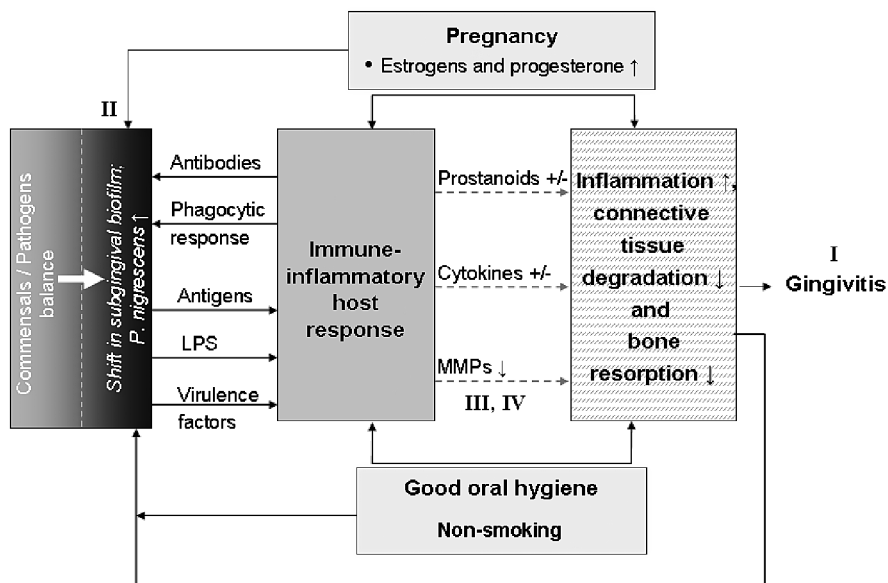 Pregnancy
• Estrogens and progesterone ↑
II
Commensals / Pathogens
balance
Shift in subgingival biofilm;
P. nigrescens ↑
Antibodies
Phagocytic
response
Antigens
LPS
Virulence
factors
Immune-
inflammatory
host
response
Prostanoids +/-
Cytokines +/-
MMPs ↓
III, IV
Inflammation ↑,
connective
tissue
degradation ↓
and
bone
resorption ↓
I
Gingivitis
Good oral hygiene
Non-smoking